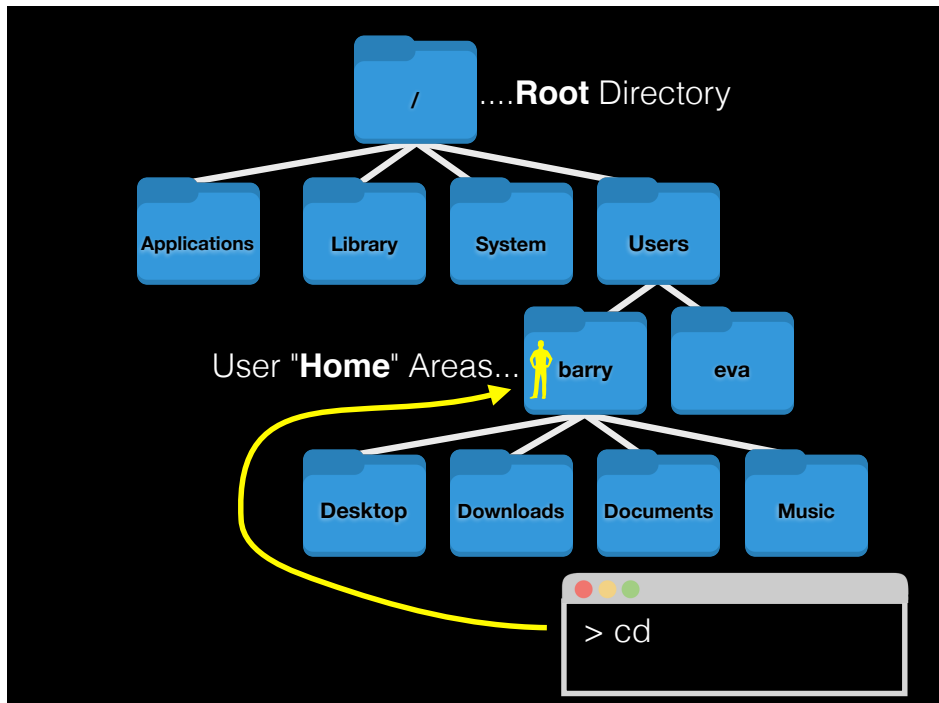 / ....Root Directory
Applications Library System Users
User "Home" Areas... barry eva
Desktop Downloads Documents Music
> cd